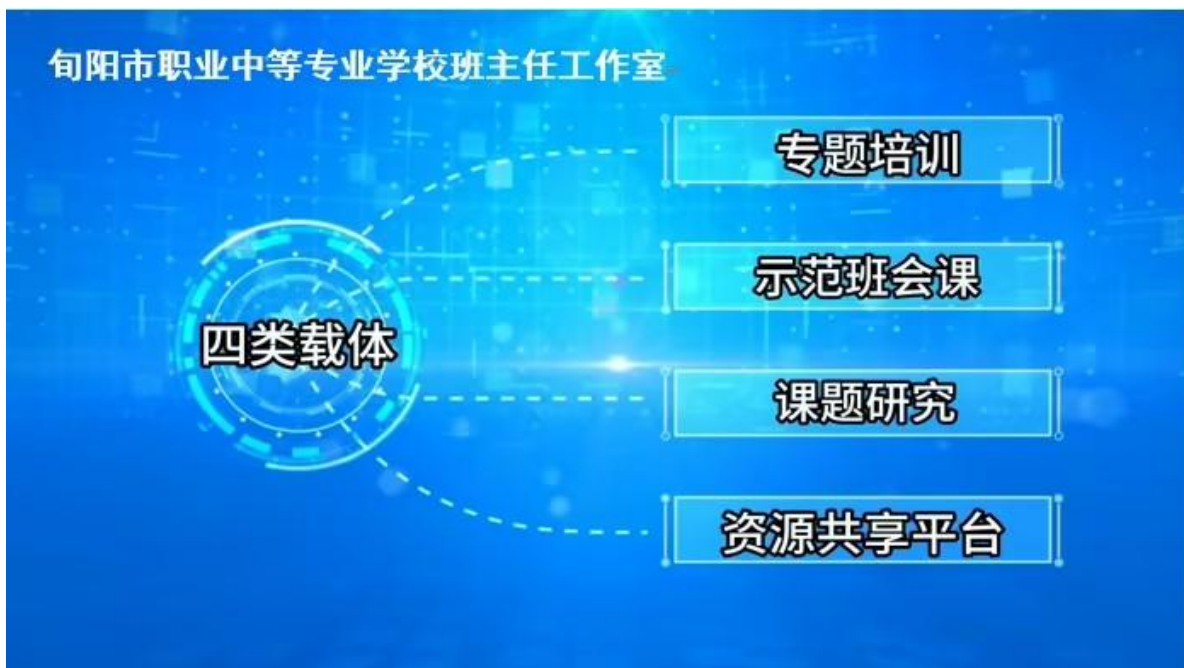 旬阳市职业中等专业学校班主任工作室
专题培训
示范班会课
四类载体
课题研究
资源共享平台